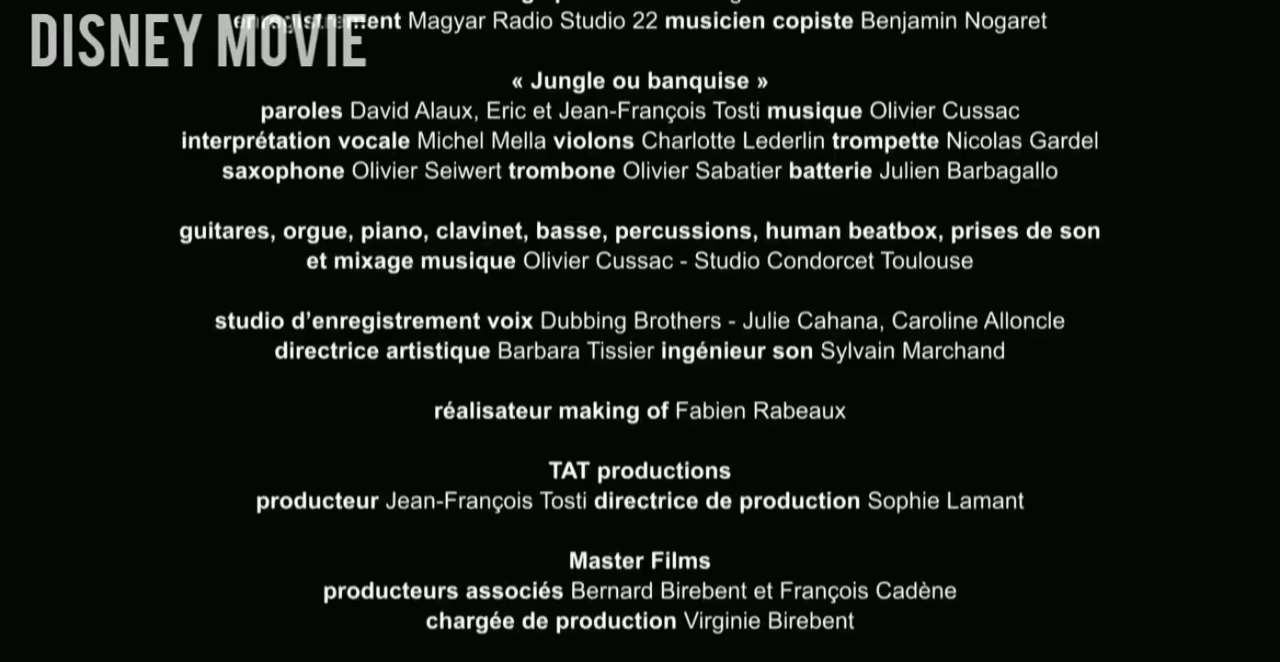 DISNEY MOVIE
enregistrement Magyar Radio Studio 22 musicien copiste Benjamin Nogaret
« Jungle ou banquise »
paroles David Alaux, Eric et Jean-François Tosti musique Olivier Cussac
interprétation vocale Michel Mella violons Charlotte Lederlin trompette Nicolas Gardel
saxophone Olivier Seiwert trombone Olivier Sabatier batterie Julien Barbagallo
guitares, orgue, piano, clavinet, basse, percussions, human beatbox, prises de son
et mixage musique Olivier Cussac - Studio Condorcet Toulouse
studio d’enregistrement voix Dubbing Brothers - Julie Cahana, Caroline Alloncle
directrice artistique Barbara Tissier ingénieur son Sylvain Marchand
réalisateur making of Fabien Rabeaux
TAT productions
producteur Jean-François Tosti directrice de production Sophie Lamant
Master Films
producteurs associés Bernard Birebent et François Cadène
chargée de production Virginie Birebent